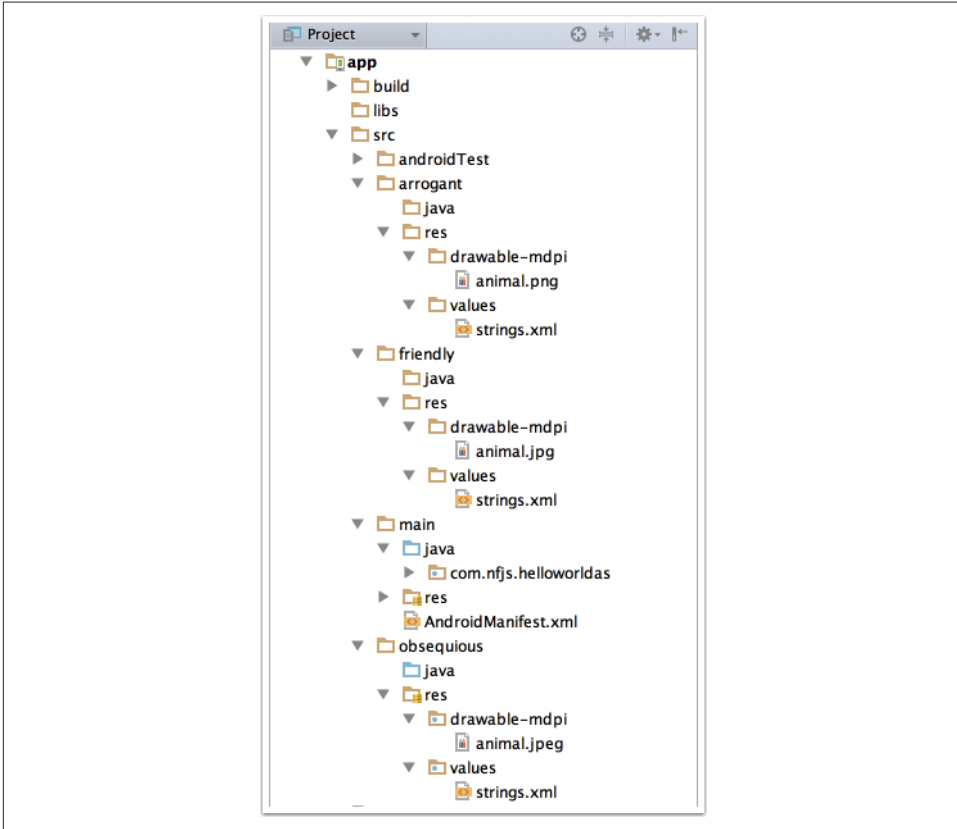 Project
app
build
libs
src
androidTest
arrogant
java
res
drawable-mdpi
animal.png
values
strings.xml
friendly
java
res
drawable-mdpi
animal.jpg
values
strings.xml
main
java
com.nfjs.helloworldas
res
AndroidManifest.xml
obsequious
java
res
drawable-mdpi
animal.jpeg
values
strings.xml